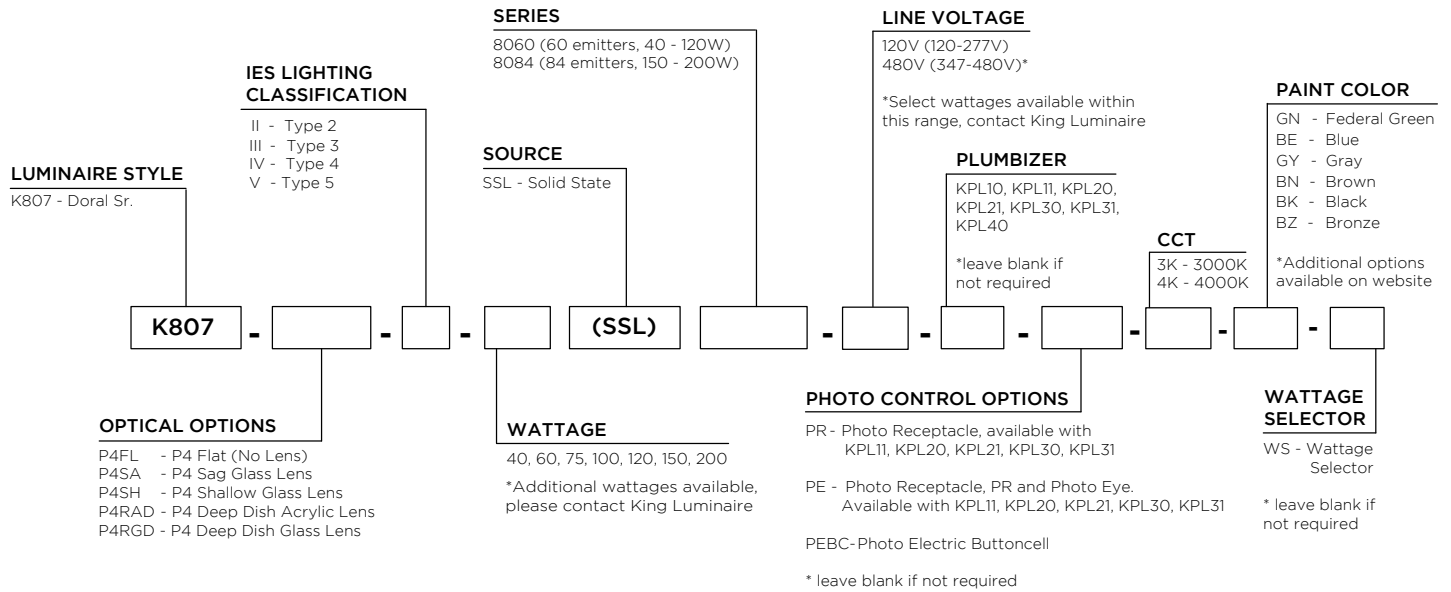 SERIES
8060 (60 emitters, 40 - 120W)
8084 (84 emitters, 150 - 200W)
LINE VOLTAGE
120V (120-277V)
480V (347-480V)*
*Select wattages available within
this range, contact King Luminaire
IES LIGHTING
CLASSIFICATION
II - Type 2
III - Type 3
IV - Type 4
V - Type 5
PAINT COLOR
GN - Federal Green
BE - Blue
GY - Gray
BN - Brown
BK - Black
BZ - Bronze
*Additional options
available on website
SOURCE
SSL - Solid State
PLUMBIZER
KPL10, KPL11, KPL20,
KPL21, KPL30, KPL31,
KPL40
*leave blank if
not required
LUMINAIRE STYLE
K807 - Doral Sr.
CCT
3K - 3000K
4K - 4000K
K807 - - - (SSL) - - - - - -
OPTICAL OPTIONS
P4FL - P4 Flat (No Lens)
P4SA - P4 Sag Glass Lens
P4SH - P4 Shallow Glass Lens
P4RAD - P4 Deep Dish Acrylic Lens
P4RGD - P4 Deep Dish Glass Lens
WATTAGE
40, 60, 75, 100, 120, 150, 200
*Additional wattages available,
please contact King Luminaire
PHOTO CONTROL OPTIONS
PR - Photo Receptacle, available with
KPL11, KPL20, KPL21, KPL30, KPL31
PE - Photo Receptacle, PR and Photo Eye.
Available with KPL11, KPL20, KPL21, KPL30, KPL31
PEBC-Photo Electric Buttoncell
* leave blank if not required
WATTAGE
SELECTOR
WS - Wattage
Selector
* leave blank if
not required